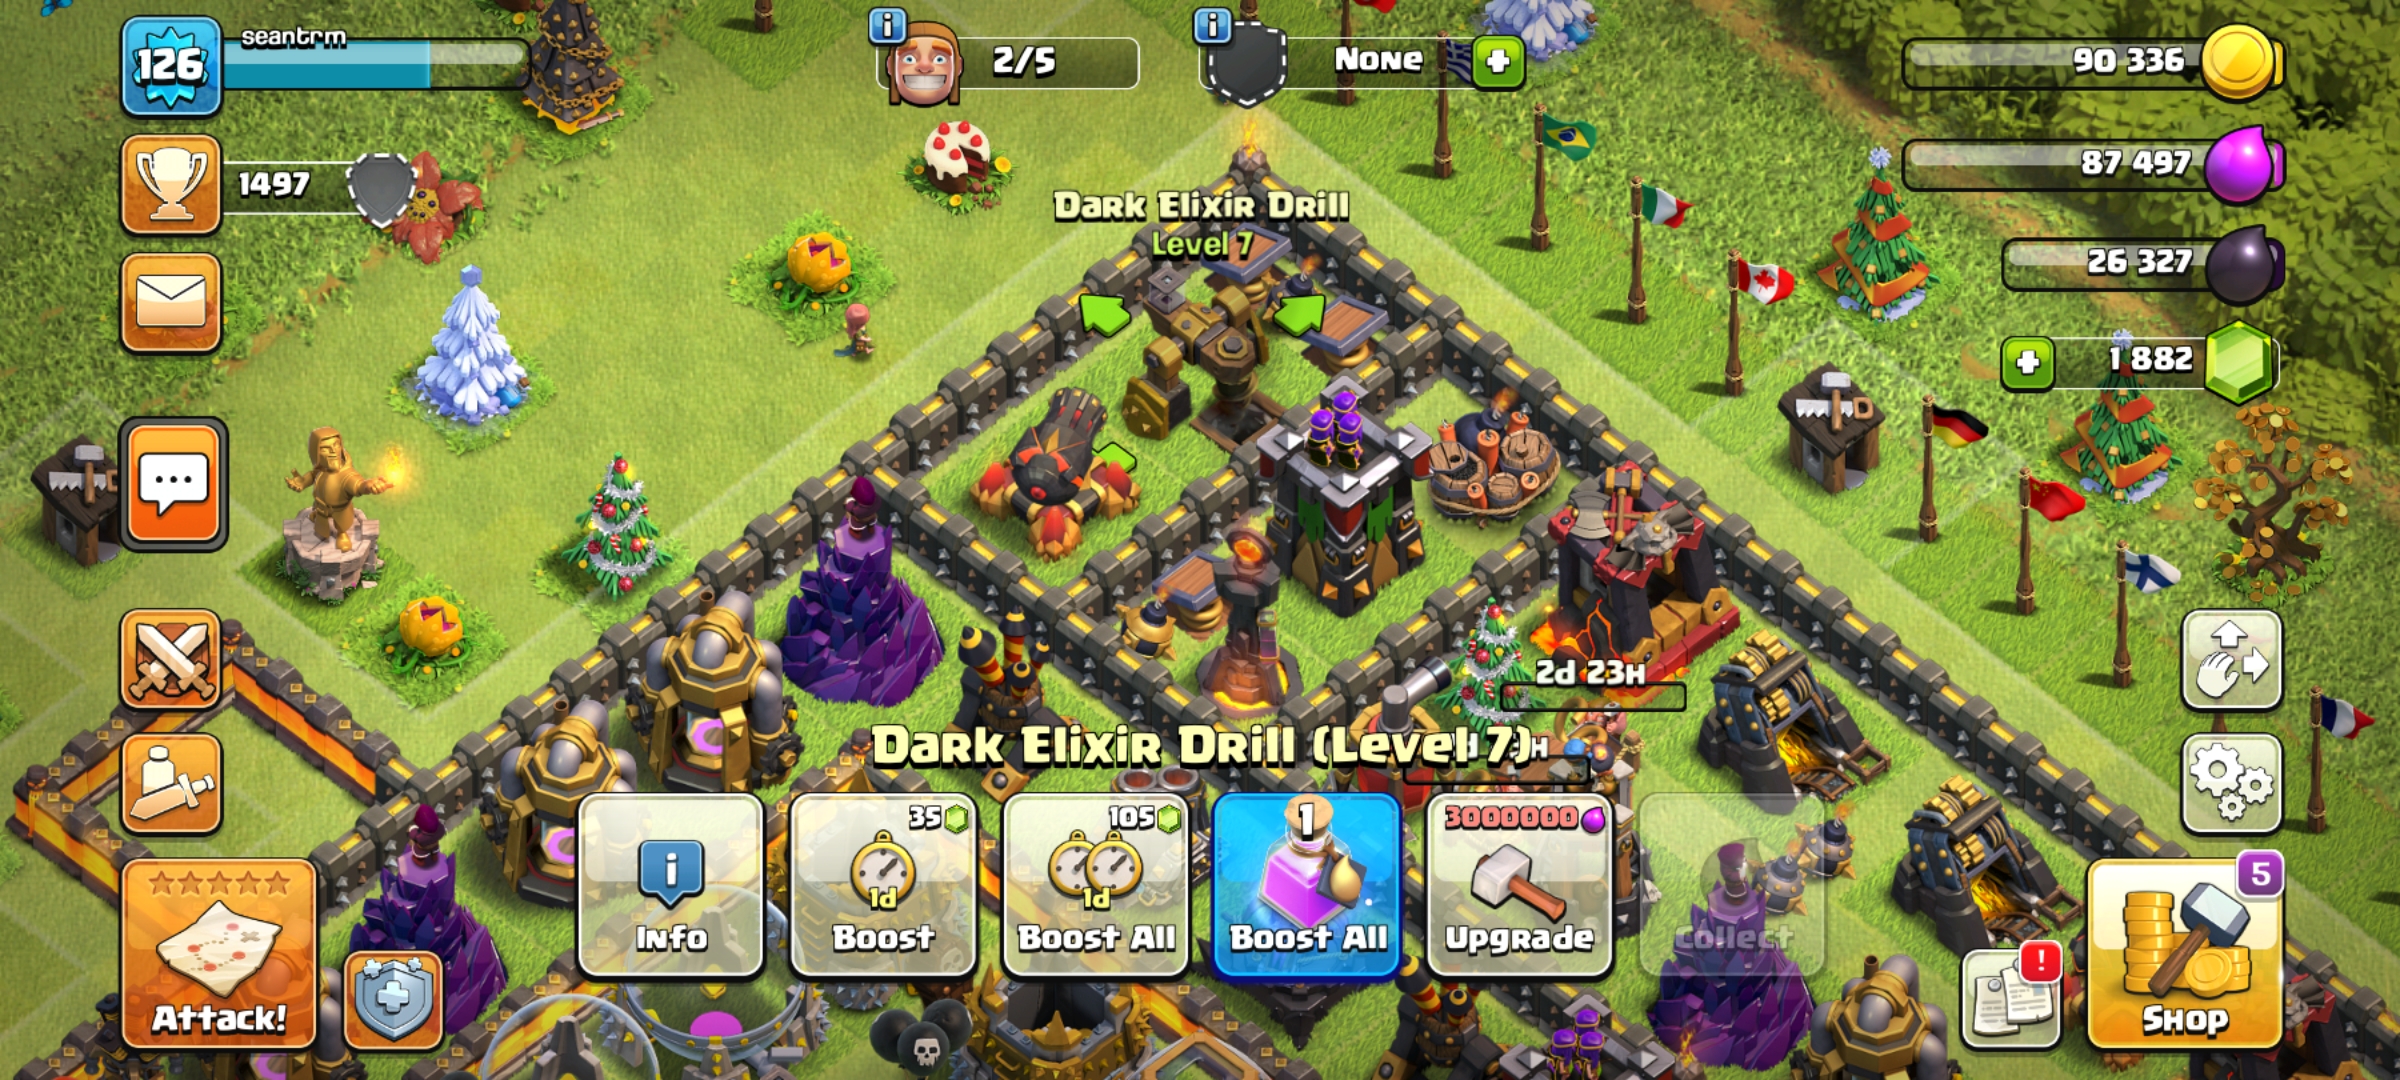 126
seantrm
2/5
None
90 336
1497
87 497
26 327
1 882
Dark Elixir Drill
Level 7
2d 23H
Dark Elixir Drill (Level 7)
35
105
1
3000000
1d
1d
Info
Boost
Boost All
Boost All
Upgrade
Collect
5
!
Attack!
Shop